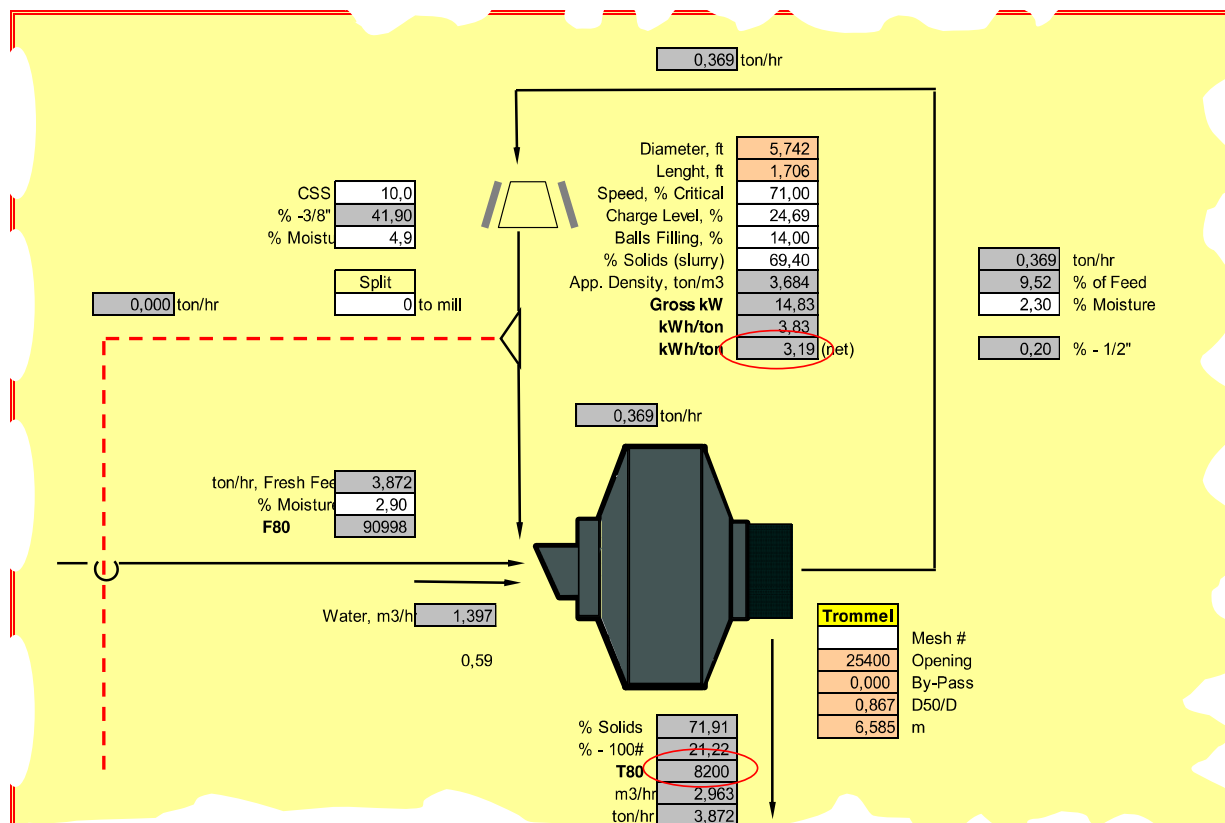 0,369 ton/hr
Diameter, ft 5,742
Lenght, ft 1,706
CSS 10,0
Speed, % Critical 71,00
% -3/8" 41,90
Charge Level, % 24,69
% Moistu 4,9
Balls Filling, % 14,00
% Solids (slurry) 69,40
0,369 ton/hr
App. Density, ton/m3 3,684
9,52 % of Feed
Split
0,000 ton/hr
0 to mill
Gross kW 14,83
2,30 % Moisture
kWh/ton 3,83
kWh/ton 3,19 (net)
0,20 % - 1/2"
0,369 ton/hr
ton/hr, Fresh Fee 3,872
% Moisture 2,90
F80 90998
Water, m3/hr 1,397
0,59
Trommel
Mesh #
25400 Opening
0,000 By-Pass
0,867 D50/D
6,585 m
% Solids 71,91
% - 100# 21,22
T80 8200
m3/hr 2,963
ton/hr 3,872